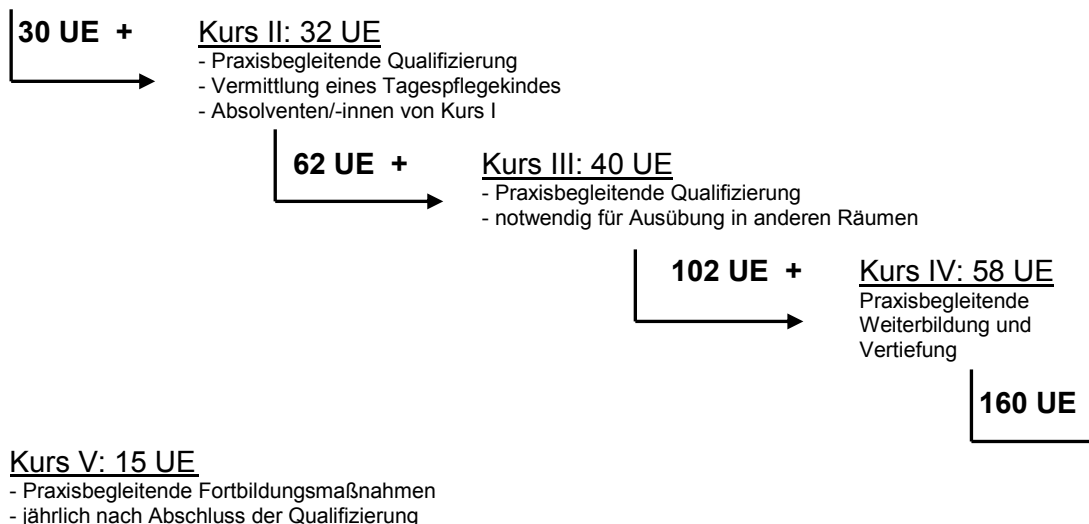 30 UE + Kurs II: 32 UE
- Praxisbegleitende Qualifizierung
- Vermittlung eines Tagespflegekindes
- Absolventen/-innen von Kurs I
62 UE + Kurs III: 40 UE
- Praxisbegleitende Qualifizierung
- notwendig für Ausübung in anderen Räumen
102 UE + Kurs IV: 58 UE
Praxisbegleitende
Weiterbildung und
Vertiefung
160 UE
Kurs V: 15 UE
- Praxisbegleitende Fortbildungsmaßnahmen
- jährlich nach Abschluss der Qualifizierung